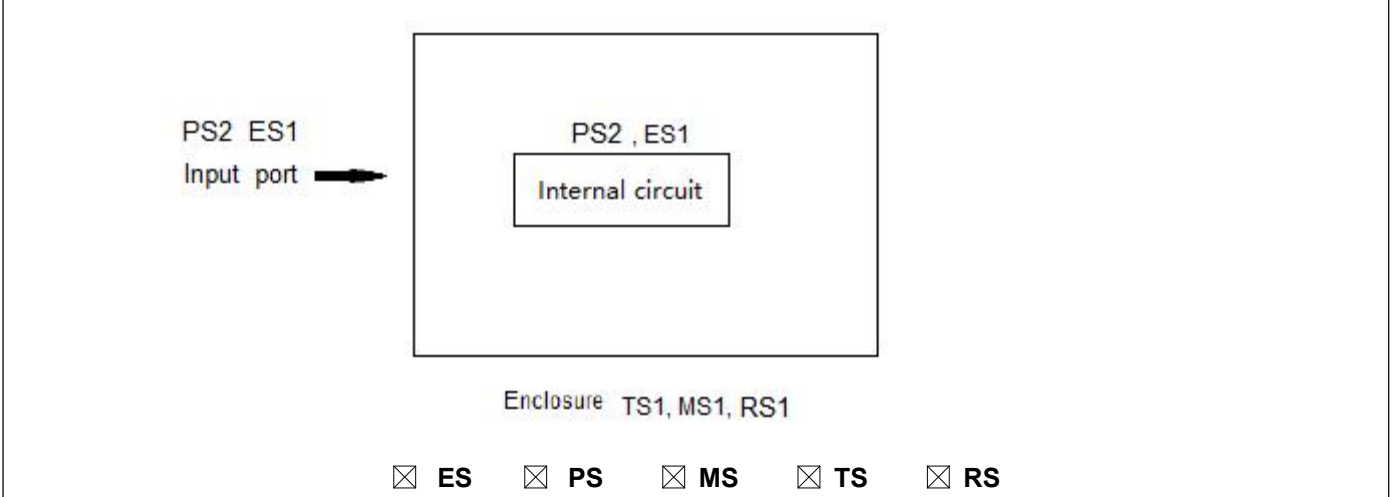 PS2 ES1
Input port
PS2 , ES1
Internal circuit
Enclosure TS1, MS1, RS1
☒ ES ☒ PS ☒ MS ☒ TS ☒ RS